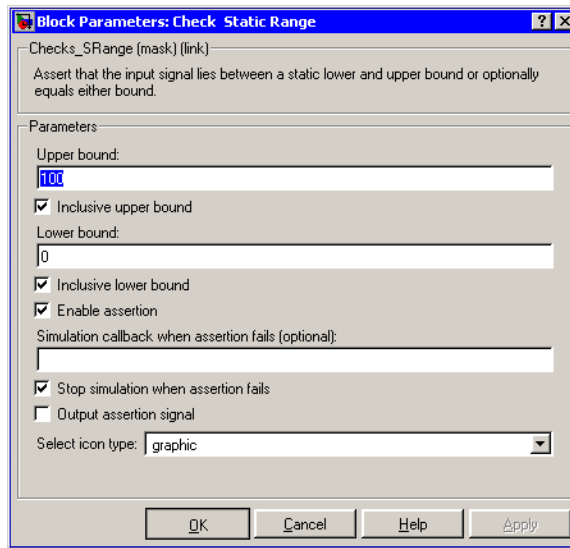 Block Parameters: Check Static Range
Checks_SRange (mask) (link)
Assert that the input signal lies between a static lower and upper bound or optionally
equals either bound.
Parameters
Upper bound:
100
Inclusive upper bound
Lower bound:
0
Inclusive lower bound
Enable assertion
Simulation callback when assertion fails (optional):
Stop simulation when assertion fails
Output assertion signal
Select icon type: graphic
OK Cancel Help Apply